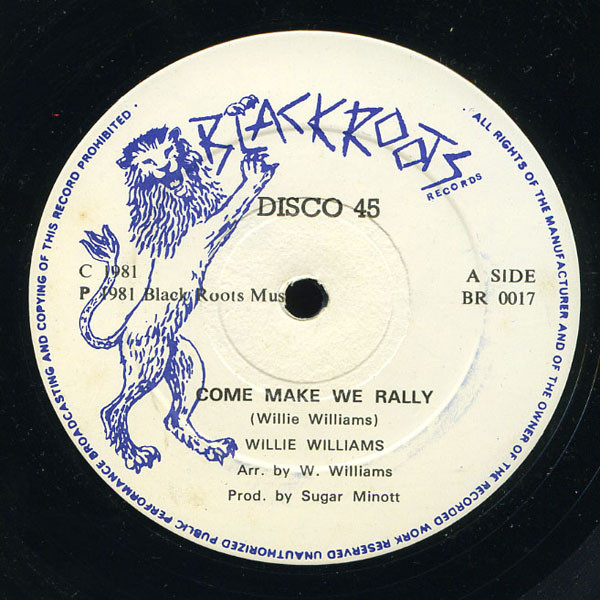 BLACKROOTS
RECORDS
DISCO 45
C 1981
P 1981 Black Roots Mus
A SIDE
BR 0017
COME MAKE WE RALLY
(Willie Williams)
WILLIE WILLIAMS
Arr. by W. Williams
Prod. by Sugar Minott
· ALL RIGHTS OF THE MANUFACTURER AND OF THE OWNER OF THE RECORDED WORK RESERVED UNAUTHORIZED PUBLIC PERFORMANCE BROADCASTING AND COPYING OF THIS RECORD PROHIBITED ·